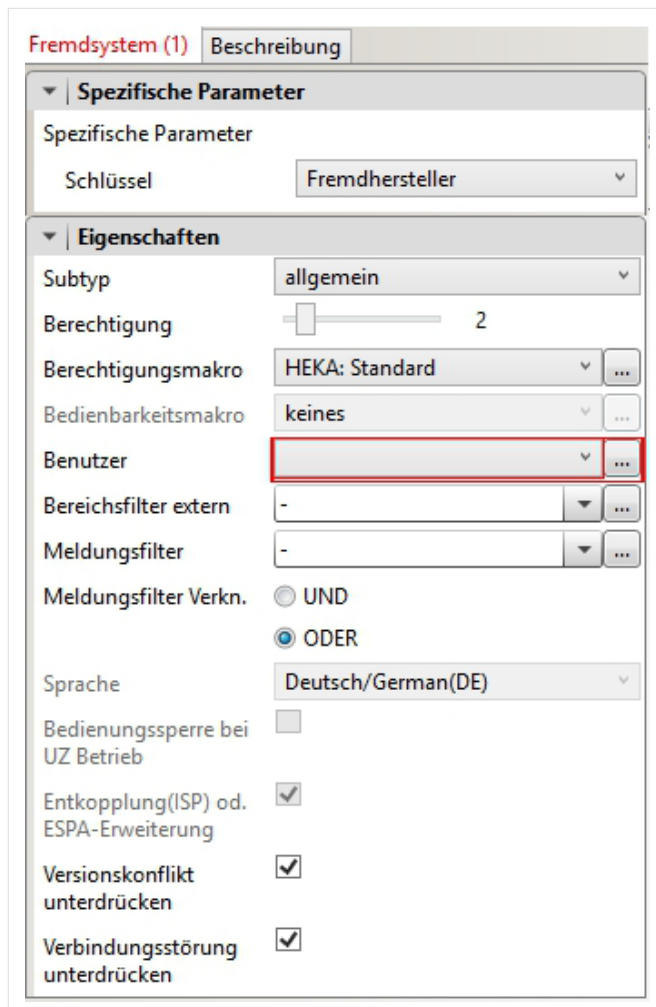 Fremdsystem (1) Beschreibung
Spezifische Parameter
Spezifische Parameter
Schlüssel Fremdhersteller
Eigenschaften
Subtyp allgemein
Berechtigung 2
Berechtigungsmakro HEKA: Standard ...
Bedienbarkeitsmakro keines ...
Benutzer ...
Bereichsfilter extern - ...
Meldungsfilter - ...
Meldungsfilter Verkn. UND
ODER
Sprache Deutsch/German(DE)
Bedienungssperre bei
UZ Betrieb
Entkopplung(ISP) od.
ESPA-Erweiterung
Versionskonflikt
unterdrücken
Verbindungsstörung
unterdrücken